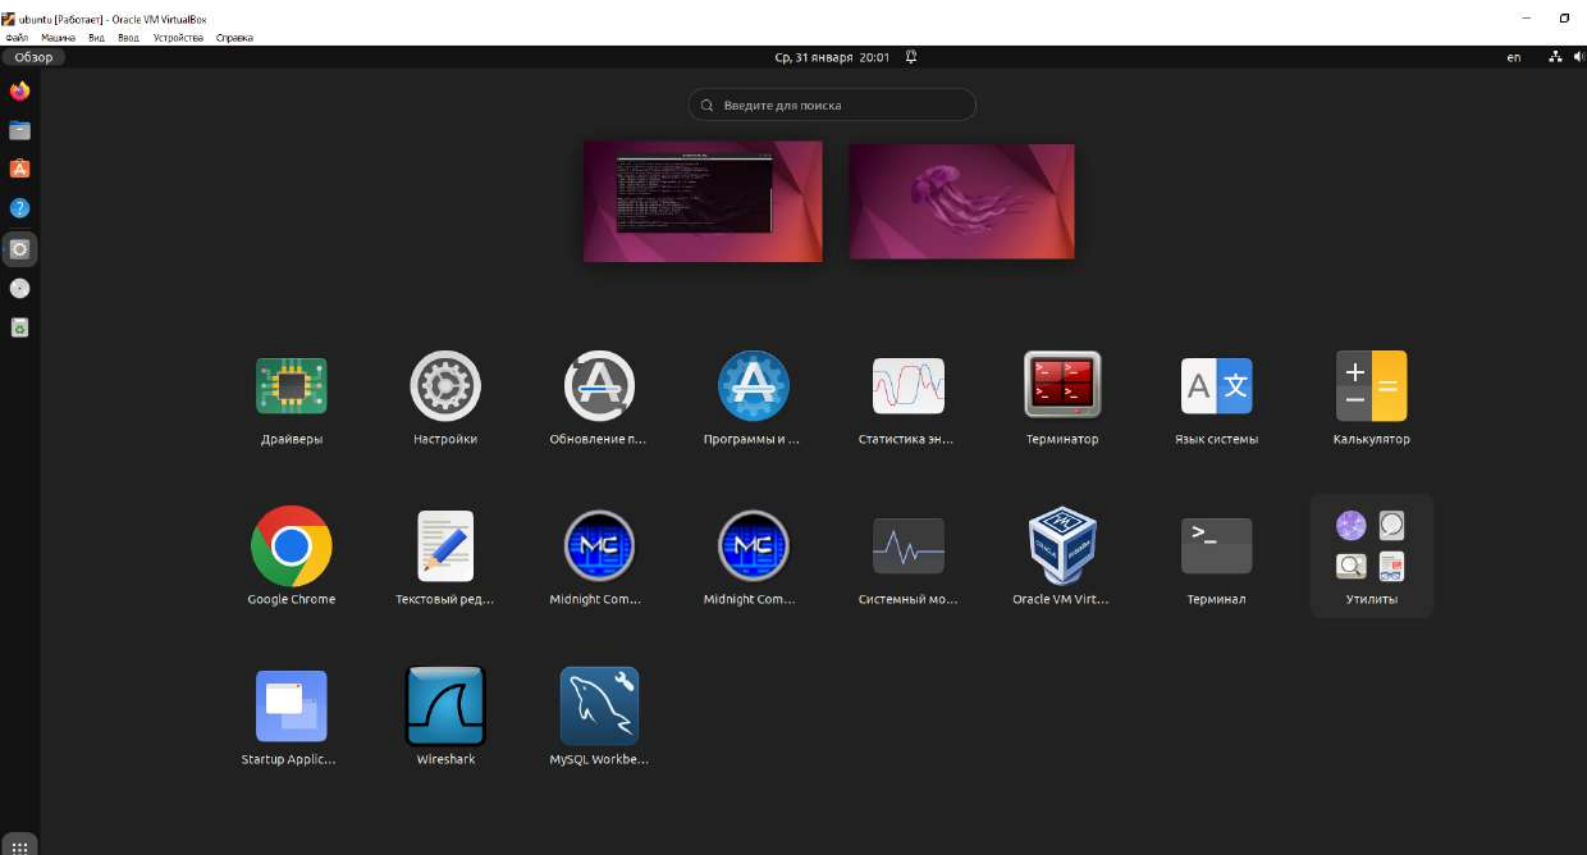 ubuntu [Работает] - Oracle VM VirtualBox
Файл Машина Вид Ввод Устройства Справка
Обзор
Ср, 31 января 20:01
en
Введите для поиска
Драйверы Настройки Обновление п... Программы и ... Статистика эн... Терминатор Язык системы Калькулятор
Google Chrome Текстовый ред... Midnight Com... Midnight Com... Системный мо... Oracle VM Virt... Терминал Утилиты
Startup Applic... Wireshark MySQL Workbe...